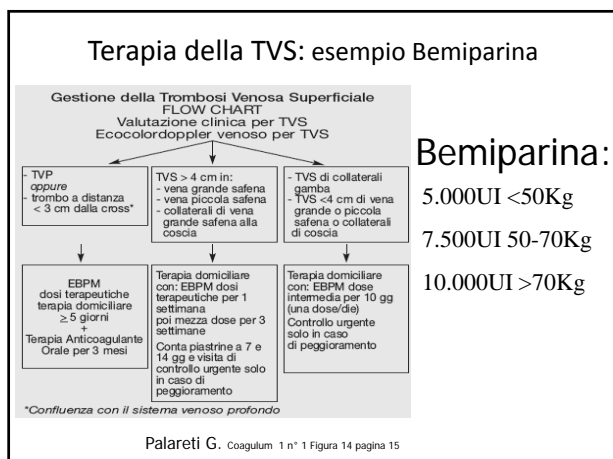 Terapia della TVS: esempio Bemiparina
Gestione della Trombosi Venosa Superficiale
FLOW CHART
Valutazione clinica per TVS
Ecocolordoppler venoso per TVS
- TVP
oppure
- trombo a distanza
< 3 cm dalla cross*
TVS > 4 cm in:
- vena grande safena
- vena piccola safena
- collaterali di vena
grande safena alla
coscia
- TVS di collaterali
gamba
- TVS <4 cm di vena
grande o piccola
safena o collaterali
di coscia
EBPM
dosi terapeutiche
terapia domiciliare
≥ 5 giorni
+
Terapia Anticoagulante
Orale per 3 mesi
Terapia domiciliare
con: EBPM dosi
terapeutiche per 1
settimana
poi mezza dose per 3
settimane
Conta piastrine a 7 e
14 gg e visita di
controllo urgente solo
in caso di
peggioramento
Terapia domiciliare
con: EBPM dose
intermedia per 10 gg
(una dose/die)
Controllo urgente
solo in caso
di peggioramento
*Confluenza con il sistema venoso profondo
Bemiparina:
5.000UI <50Kg
7.500UI 50-70Kg
10.000UI >70Kg
Palareti G. Coagulum 1 n° 1 Figura 14 pagina 15